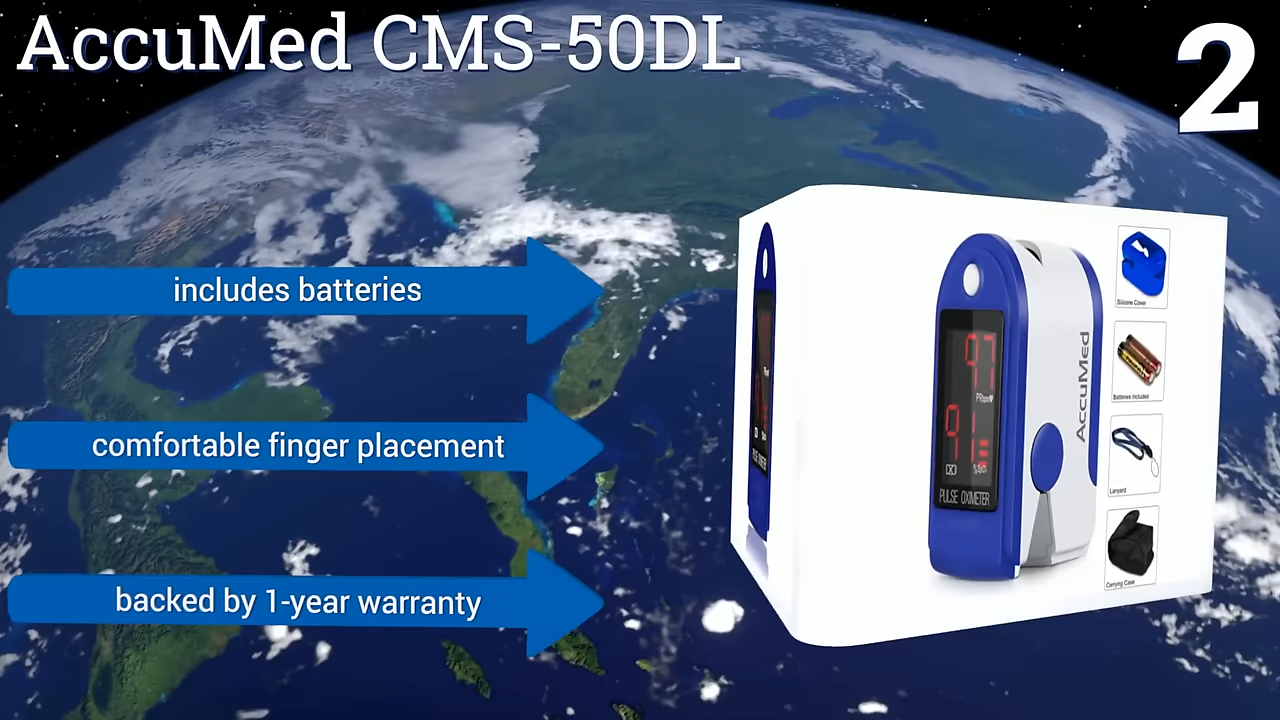 AccuMed CMS-50DL
2
includes batteries
comfortable finger placement
backed by 1-year warranty
97
PRbpm
91
PULSE OXIMETER
AccuMed
Silicone Cover
Batteries included
Lanyard
Carrying Case